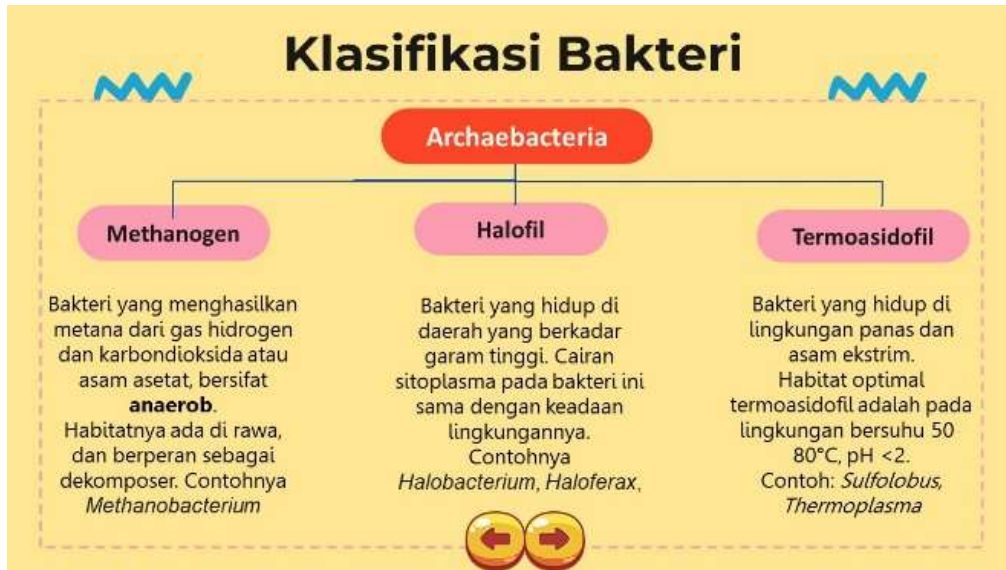 Klasifikasi Bakteri
Archaebacteria
Methanogen
Bakteri yang menghasilkan
metana dari gas hidrogen
dan karbondioksida atau
asam asetat, bersifat
anaerob.
Habitatnya ada di rawa,
dan berperan sebagai
dekomposer. Contohnya
Methanobacterium
Halofil
Bakteri yang hidup di
daerah yang berkadar
garam tinggi. Cairan
sitoplasma pada bakteri ini
sama dengan keadaan
lingkungannya.
Contohnya
Halobacterium, Haloferax,
Termoasidofil
Bakteri yang hidup di
lingkungan panas dan
asam ekstrim.
Habitat optimal
termoasidofil adalah pada
lingkungan bersuhu 50
80°C, pH <2.
Contoh: Sulfolobus,
Thermoplasma